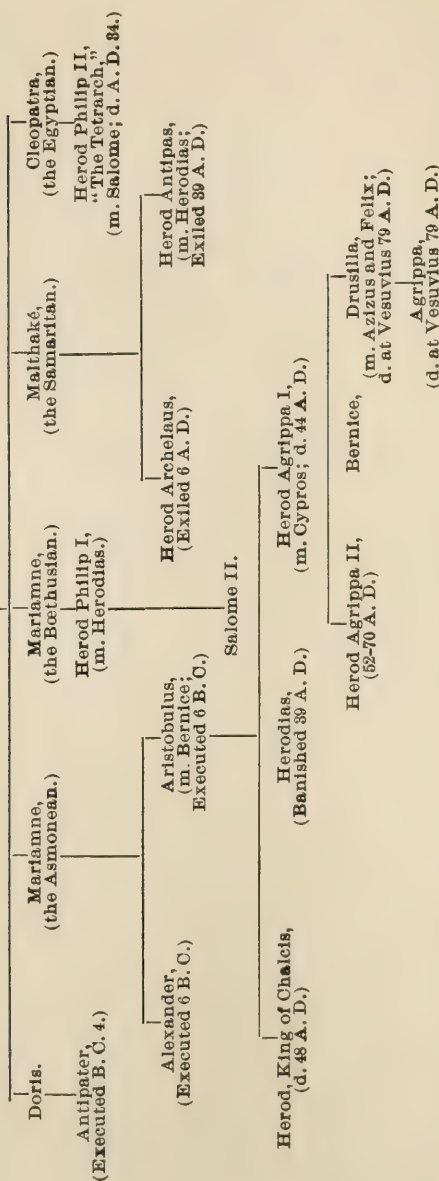 Doris.
Antipater,
(Executed B. C. 4.)
Mariamne,
(the Asmonean.)
Alexander,
(Executed 6 B. C.)
Aristobulus,
(m. Bernice;
Executed 6 B. C.)
Mariamne,
(the Bœthusian.)
Herod Philip I,
(m. Herodias.)
Salome II.
Malthaké,
(the Samaritan.)
Herod Archelaus,
(Exiled 6 A. D.)
Herod Antipas,
(m. Herodias;
Exiled 39 A. D.)
Cleopatra,
(the Egyptian.)
Herod Philip II,
"The Tetrarch,"
(m. Salome; d. A. D. 34.)
Herod, King of Chalcis,
(d. 48 A. D.)
Herodias,
(Banished 39 A. D.)
Herod Agrippa I,
(m. Cypros; d. 44 A. D.)
Herod Agrippa II,
(52-70 A. D.)
Bernice,
Drusilla,
(m. Azizus and Felix;
d. at Vesuvius 79 A. D.)
Agrippa,
(d. at Vesuvius 79 A. D.)